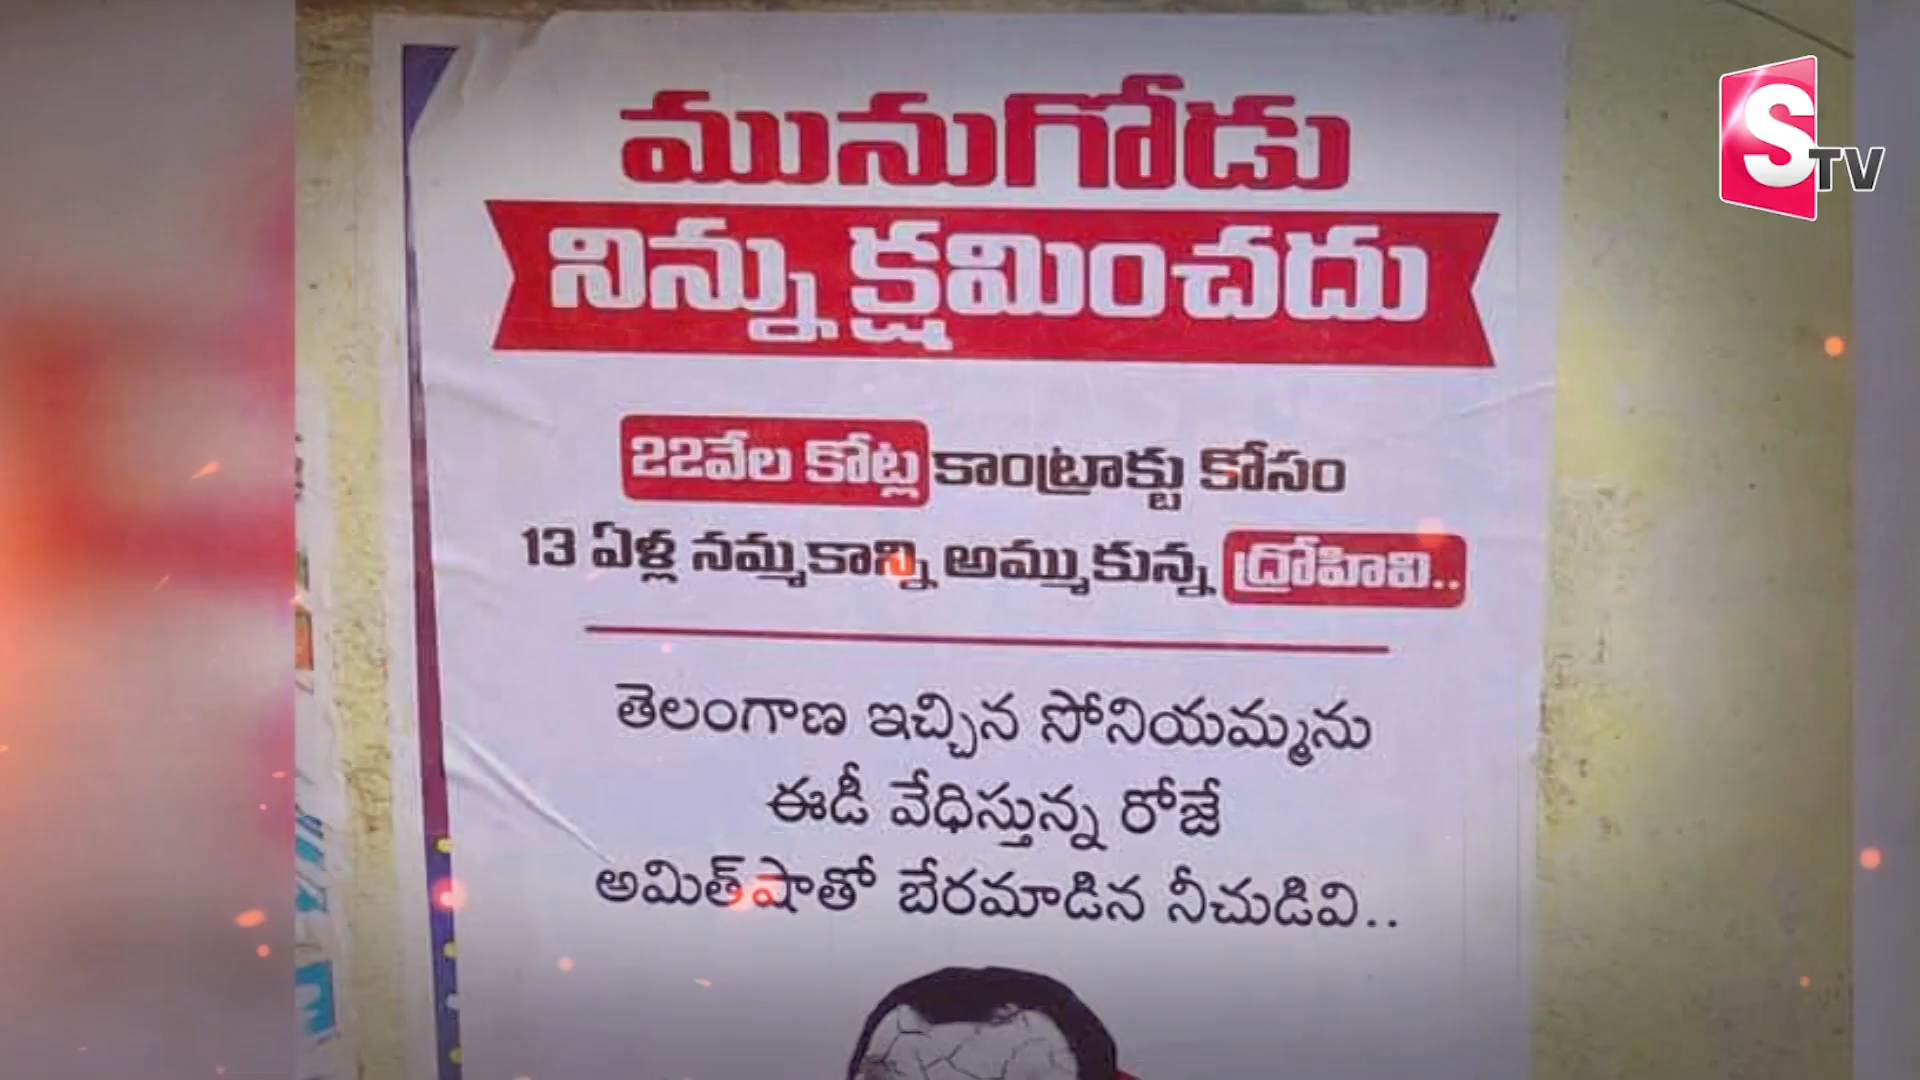 STV
మునుగోడు
నిన్ను క్షమించదు
22వేల కోట్ల కాంట్రాక్టు కోసం
13 ఏళ్ల నమ్మకాన్ని అమ్ముకున్న ద్రోహివి..
తెలంగాణ ఇచ్చిన సోనియమ్మను
ఈడీ వేధిస్తున్న రోజే
అమిత్‌షాతో బేరమాడిన నీచుడివి..